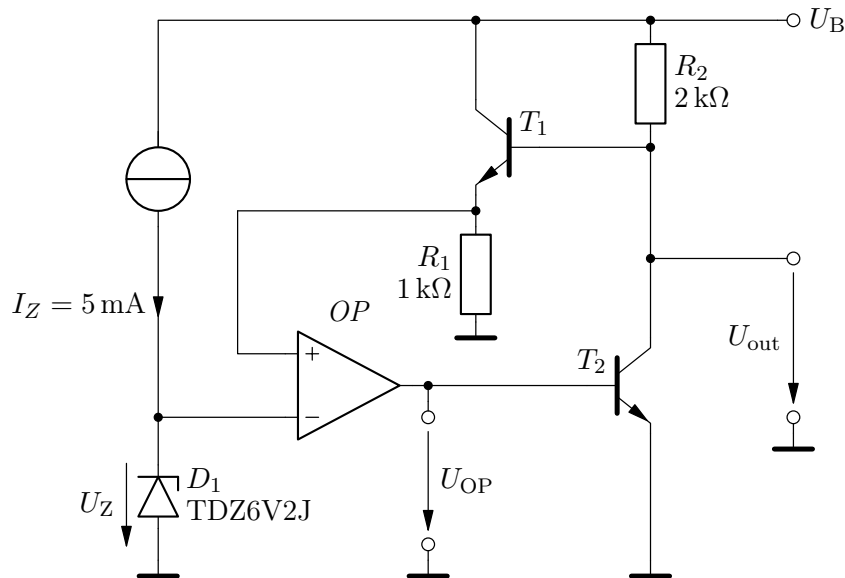 U_B
R_2
2 kΩ
T_1
R_1
1 kΩ
I_Z = 5 mA
OP
+
−
T_2
U_out
D_1
TDZ6V2J
U_Z
U_OP